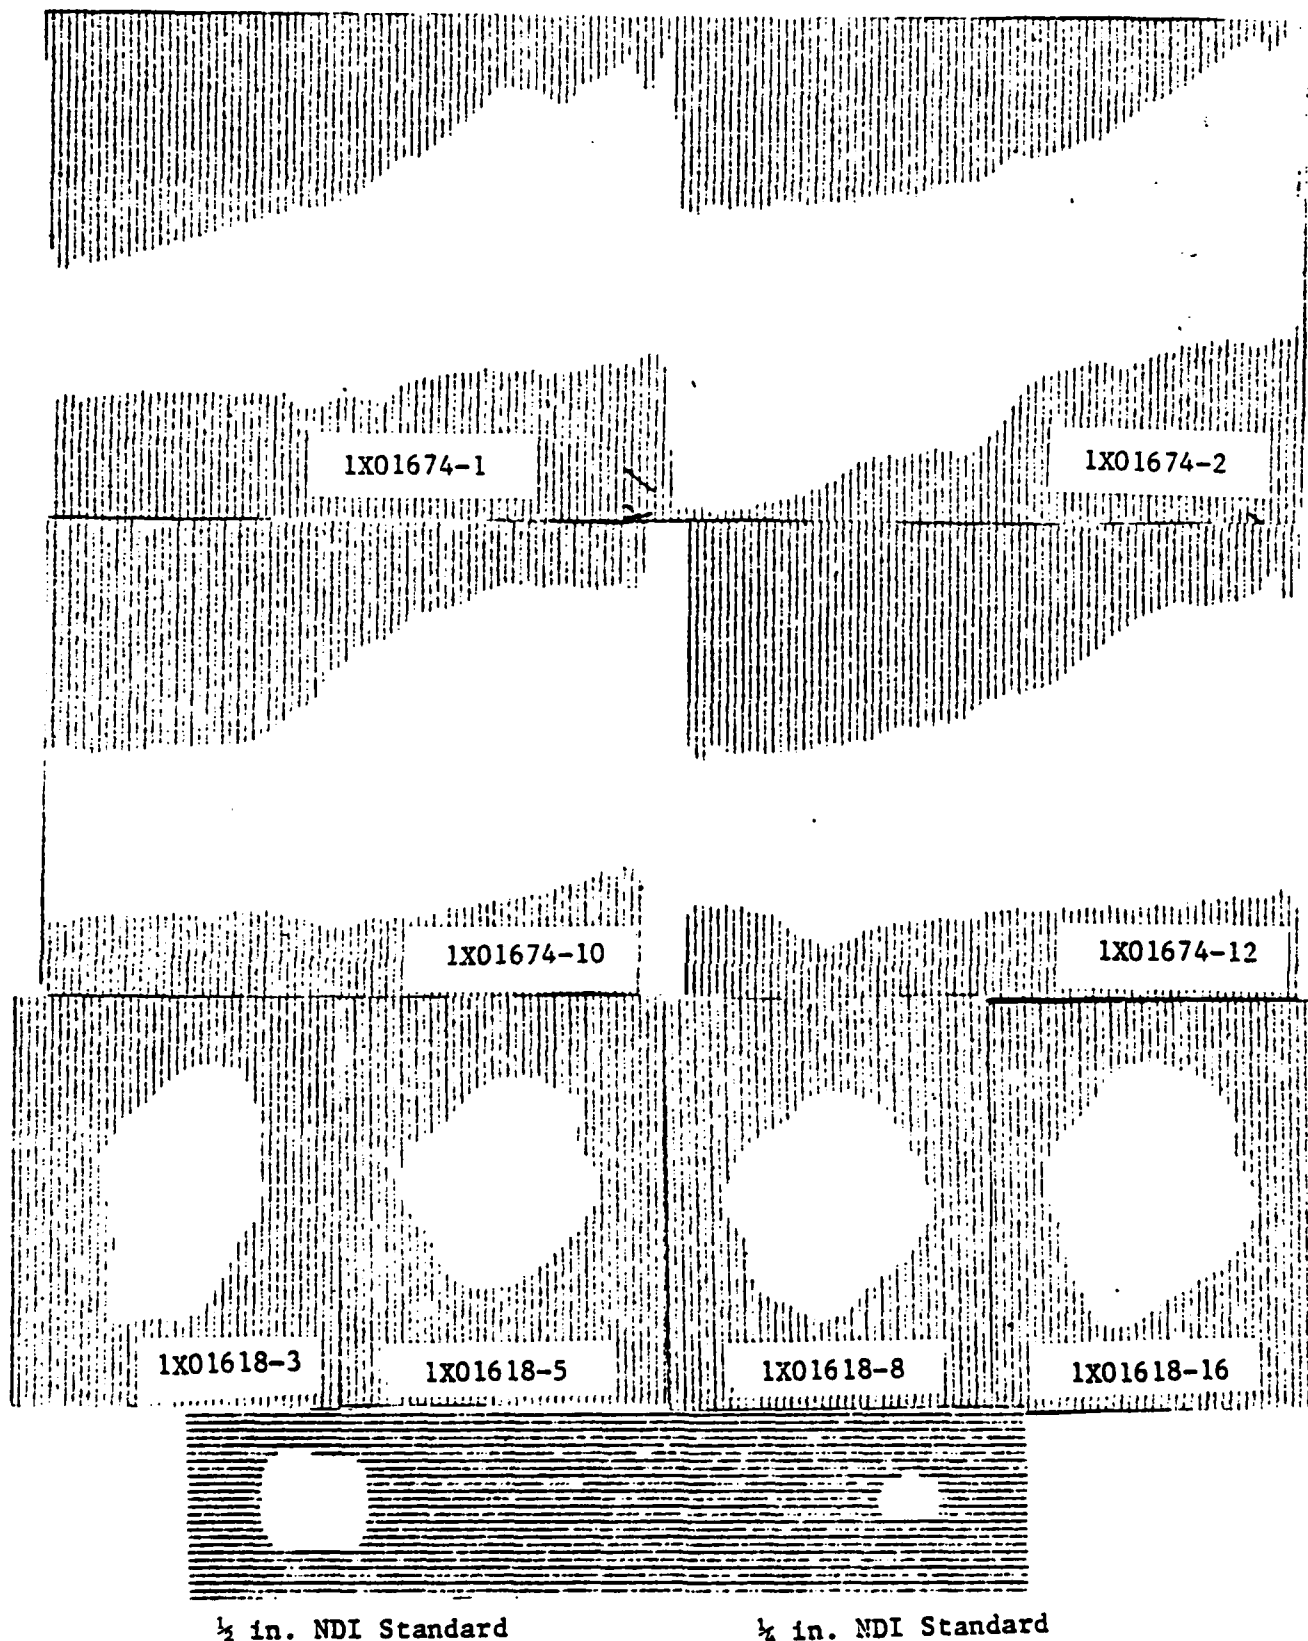 1X01674-1
1X01674-2
1X01674-10
1X01674-12
1X01618-3
1X01618-5
1X01618-8
1X01618-16
½ in. NDI Standard
¼ in. NDI Standard